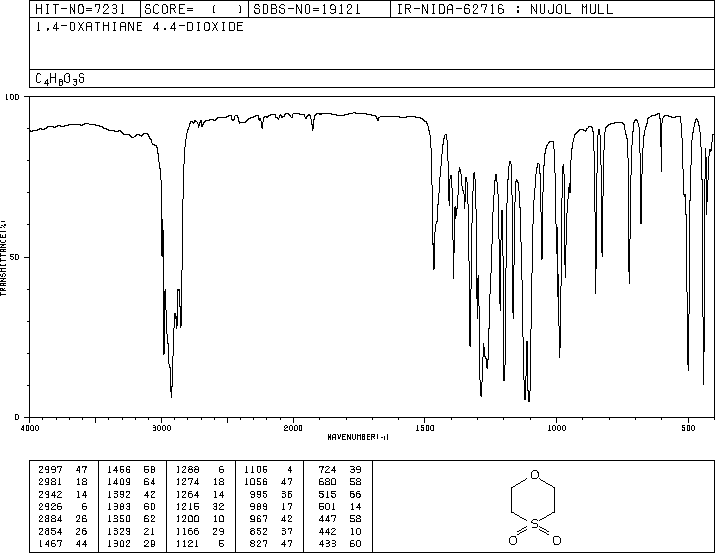 HIT-NO=7231 SCORE= ( ) SDBS-NO=19121 IR-NIDA-62716 : NUJOL MULL
1,4-OXATHIANE 4,4-DIOXIDE
C4H8O3S
100
50
0
TRANSMITTANCE(%)
4000 3000 2000 1500 1000 500
WAVENUMBER(-1)
2997 47 1456 58 1288 6 1106 4 724 39
2981 18 1409 64 1274 18 1056 47 680 58
2942 14 1392 42 1264 14 995 36 515 66
2926 6 1383 60 1215 32 989 17 501 14
2884 26 1350 62 1200 10 967 42 447 58
2854 26 1329 21 1166 29 852 37 442 10
1467 44 1302 29 1121 5 827 47 433 60
O
S
O O